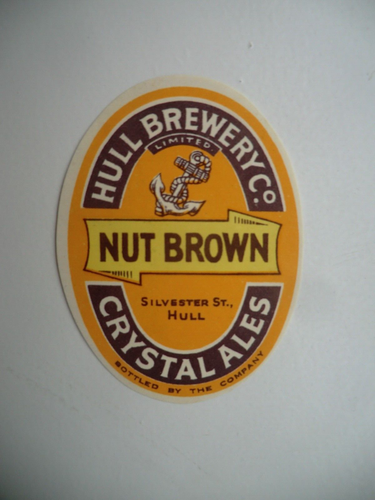 HULL BREWERY Co.
LIMITED.
NUT BROWN
SILVESTER ST.,
HULL
CRYSTAL ALES
BOTTLED BY THE COMPANY